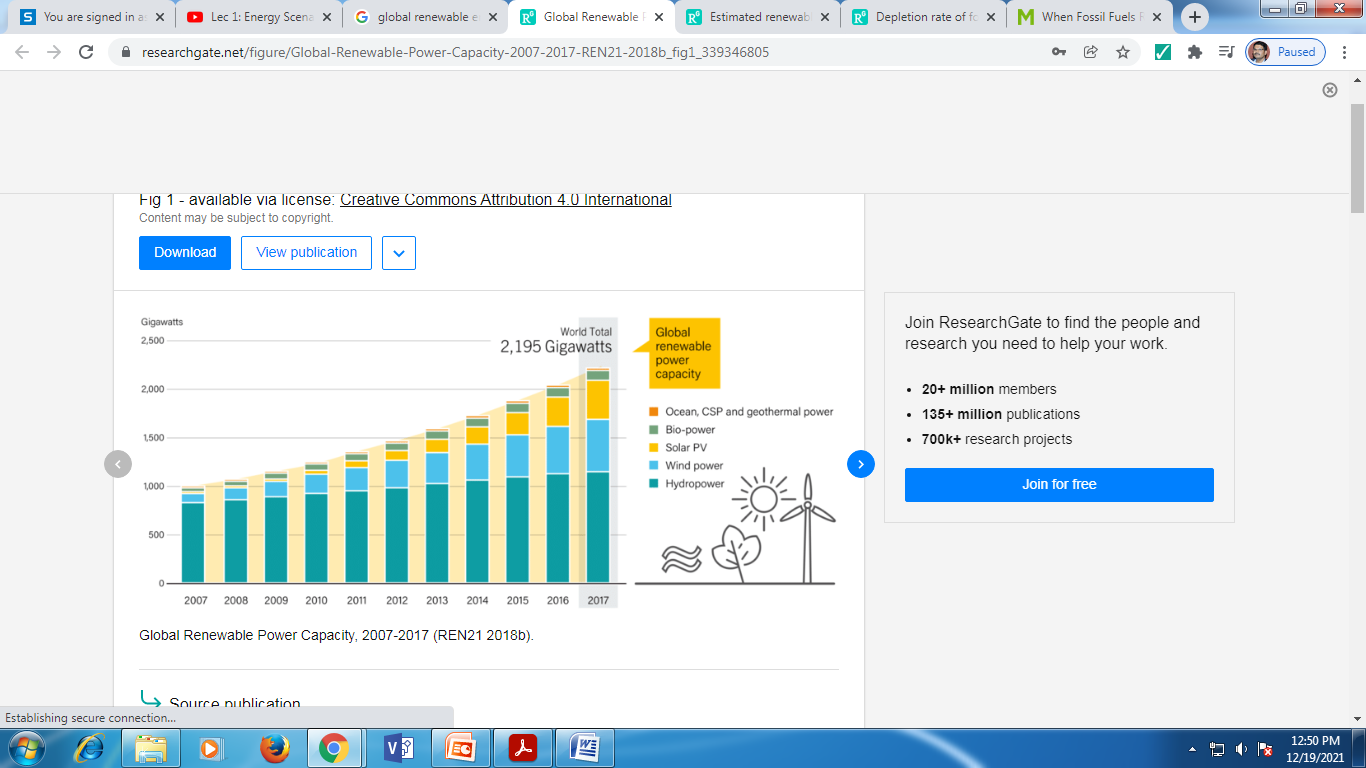 You are signed in as
Lec 1: Energy Scena
global renewable e
Global Renewable P
Estimated renewab
Depletion rate of fo
When Fossil Fuels R
researchgate.net/figure/Global-Renewable-Power-Capacity-2007-2017-REN21-2018b_fig1_339346805
Paused
Fig 1 - available via license: Creative Commons Attribution 4.0 International
Content may be subject to copyright.
Download
View publication
Gigawatts
2,500
2,000
1,500
1,000
500
0
World Total
2,195 Gigawatts
Global
renewable
power
capacity
Ocean, CSP and geothermal power
Bio-power
Solar PV
Wind power
Hydropower
2007 2008 2009 2010 2011 2012 2013 2014 2015 2016 2017
Global Renewable Power Capacity, 2007-2017 (REN21 2018b).
Source publication
Join ResearchGate to find the people and
research you need to help your work.
• 20+ million members
• 135+ million publications
• 700k+ research projects
Join for free
Establishing secure connection...
12:50 PM
12/19/2021